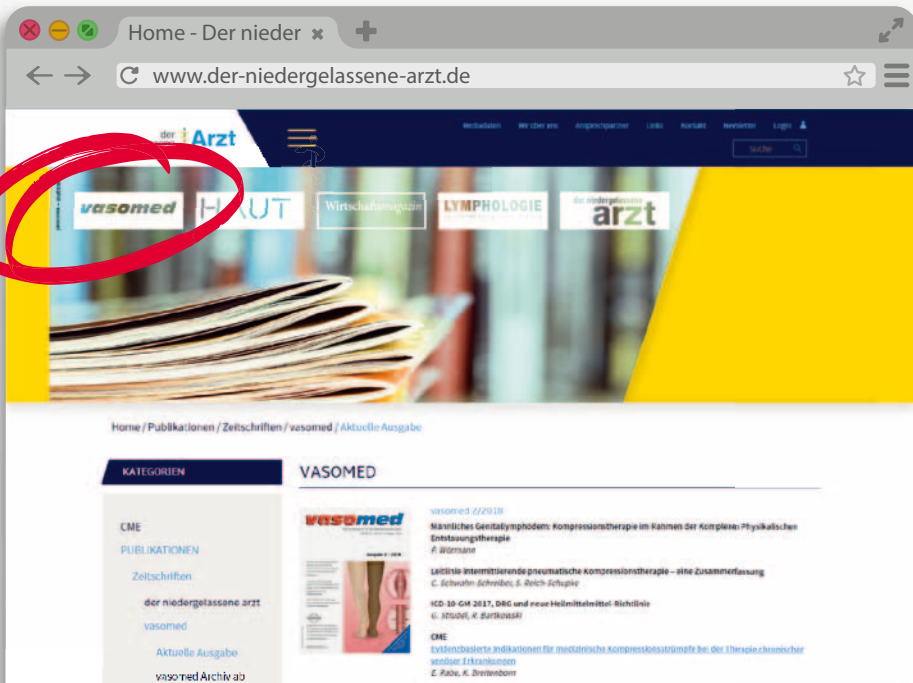 Home - Der nieder
www.der-niedergelassene-arzt.de
der
Arzt
Mediadaten Wir über uns Ansprechpartner Links Kontakt Newsletter Login
Suche
vasomed
HAUT
Wirtschaftsmagazin
LYMPHOLOGIE
der niedergelassene
arzt
Home / Publikationen / Zeitschriften / vasomed / Aktuelle Ausgabe
KATEGORIEN
CME
PUBLIKATIONEN
Zeitschriften
der niedergelassene arzt
vasomed
Aktuelle Ausgabe
vasomed Archiv ab
VASOMED
vasomed
vasomed 2/2018
Männliches Genitallymphödem: Kompressionstherapie im Rahmen der Komplexen Physikalischen
Entstauungstherapie
P. Wörmann
Leitlinie Intermittierende pneumatische Kompressionstherapie – eine Zusammenfassung
C. Schwahn-Schreiber, S. Reich-Schupke
ICD-10-GM-2017, DRG und neue Heilmittelmittel-Richtlinie
G. Strubel, R. Bartkowski
CME
Evidenzbasierte Indikationen für medizinische Kompressionsstrümpfe bei der Therapie chronischer
venöser Erkrankungen
E. Rabe, K. Breitenborn